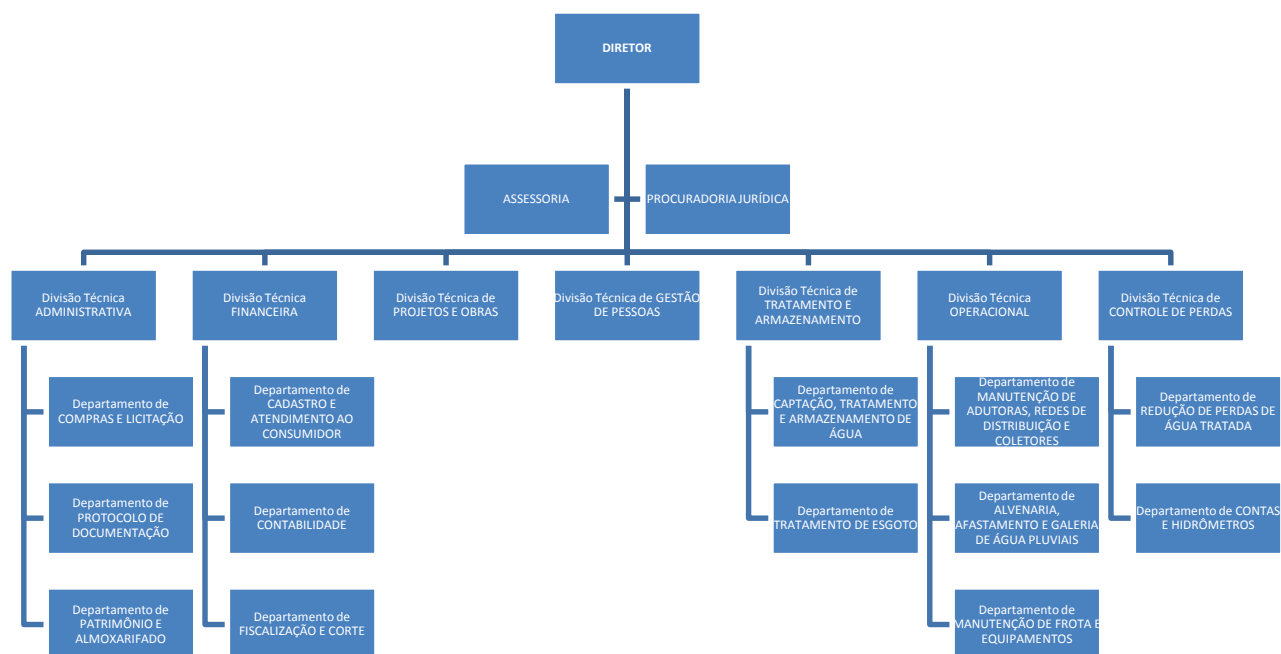 DIRETOR
ASSESSORIA
PROCURADORIA JURÍDICA
Divisão Técnica
ADMINISTRATIVA
Divisão Técnica
FINANCEIRA
Divisão Técnica de
PROJETOS E OBRAS
Divisão Técnica de GESTÃO
DE PESSOAS
Divisão Técnica de
TRATAMENTO E
ARMAZENAMENTO
Divisão Técnica
OPERACIONAL
Divisão Técnica de
CONTROLE DE PERDAS
Departamento de
COMPRAS E LICITAÇÃO
Departamento de
CADASTRO E
ATENDIMENTO AO
CONSUMIDOR
Departamento de
CAPTAÇÃO, TRATAMENTO
E ARMAZENAMENTO DE
ÁGUA
Departamento de
MANUTENÇÃO DE
ADUTORAS, REDES DE
DISTRIBUIÇÃO E
COLETORES
Departamento de
REDUÇÃO DE PERDAS DE
ÁGUA TRATADA
Departamento de
PROTOCOLO DE
DOCUMENTAÇÃO
Departamento de
CONTABILIDADE
Departamento de
TRATAMENTO DE ESGOTO
Departamento de
ALVENARIA,
AFASTAMENTO E GALERIA
DE ÁGUA PLUVIAIS
Departamento de CONTAS
E HIDRÔMETROS
Departamento de
PATRIMÔNIO E
ALMOXARIFADO
Departamento de
FISCALIZAÇÃO E CORTE
Departamento de
MANUTENÇÃO DE FROTA E
EQUIPAMENTOS